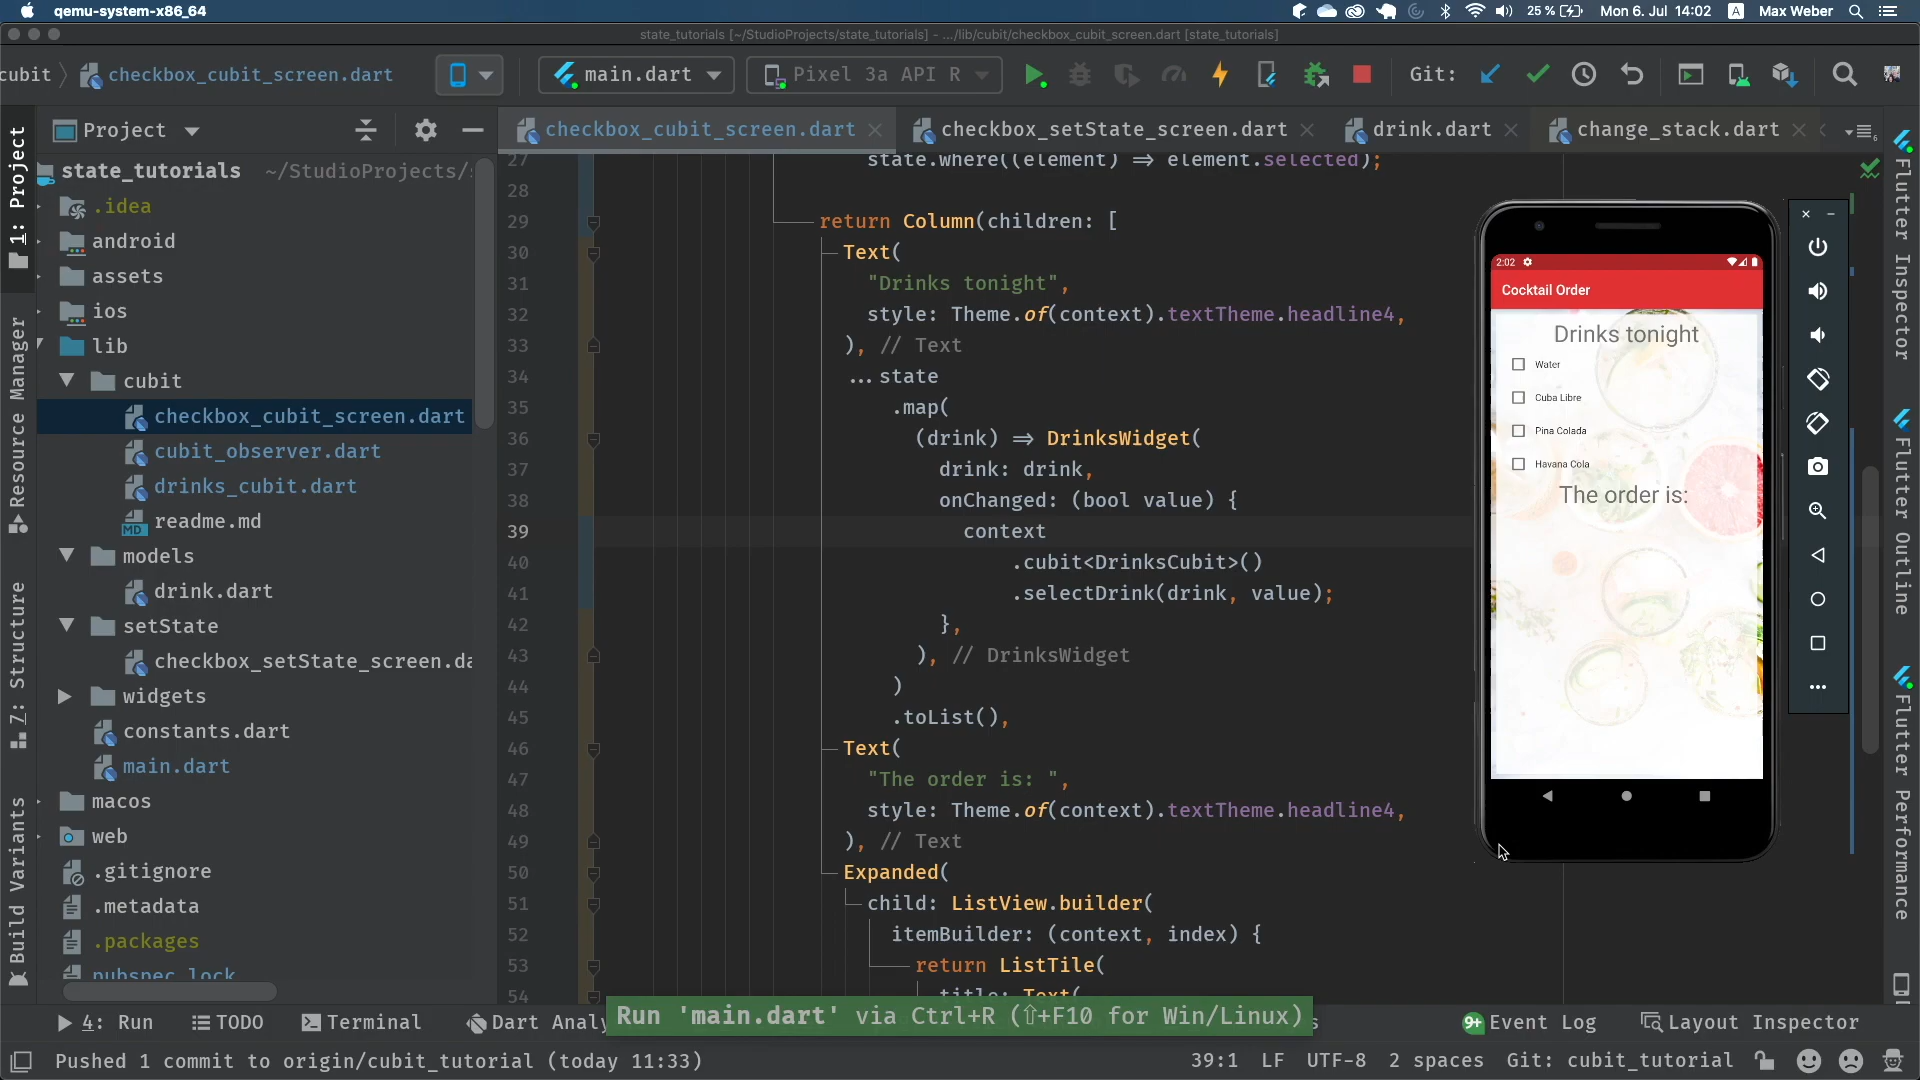 qemu-system-x86_64
25 %
Mon 6. Jul 14:02
A
Max Weber
state_tutorials [~/StudioProjects/state_tutorials] - .../lib/cubit/checkbox_cubit_screen.dart [state_tutorials]
cubit
checkbox_cubit_screen.dart
main.dart
Pixel 3a API R
Git:
Project
checkbox_cubit_screen.dart
checkbox_setState_screen.dart
drink.dart
change_stack.dart
1: Project
Resource Manager
7: Structure
Build Variants
state_tutorials ~/StudioProjects/
.idea
android
assets
ios
lib
cubit
checkbox_cubit_screen.dart
cubit_observer.dart
drinks_cubit.dart
MD readme.md
models
drink.dart
setState
checkbox_setState_screen.da
widgets
constants.dart
main.dart
macos
web
.gitignore
.metadata
.packages
pubspec.lock
27 state.where((element) ⇒ element.selected);
28
29 return Column(children: [
30 Text(
31 "Drinks tonight",
32 style: Theme.of(context).textTheme.headline4,
33 ), // Text
34 ...state
35 .map(
36 (drink) ⇒ DrinksWidget(
37 drink: drink,
38 onChanged: (bool value) {
39 context
40 .cubit<DrinksCubit>()
41 .selectDrink(drink, value);
42 },
43 ), // DrinksWidget
44 )
45 .toList(),
46 Text(
47 "The order is: ",
48 style: Theme.of(context).textTheme.headline4,
49 ), // Text
50 Expanded(
51 child: ListView.builder(
52 itemBuilder: (context, index) {
53 return ListTile(
54 title: Text(
2:02
Cocktail Order
Drinks tonight
Water
Cuba Libre
Pina Colada
Havana Cola
The order is:
Flutter Inspector
Flutter Outline
Flutter Performance
4: Run
TODO
Terminal
Dart Analy
Run 'main.dart' via Ctrl+R (⇧+F10 for Win/Linux)
9+ Event Log
Layout Inspector
Pushed 1 commit to origin/cubit_tutorial (today 11:33)
39:1
LF
UTF-8
2 spaces
Git: cubit_tutorial